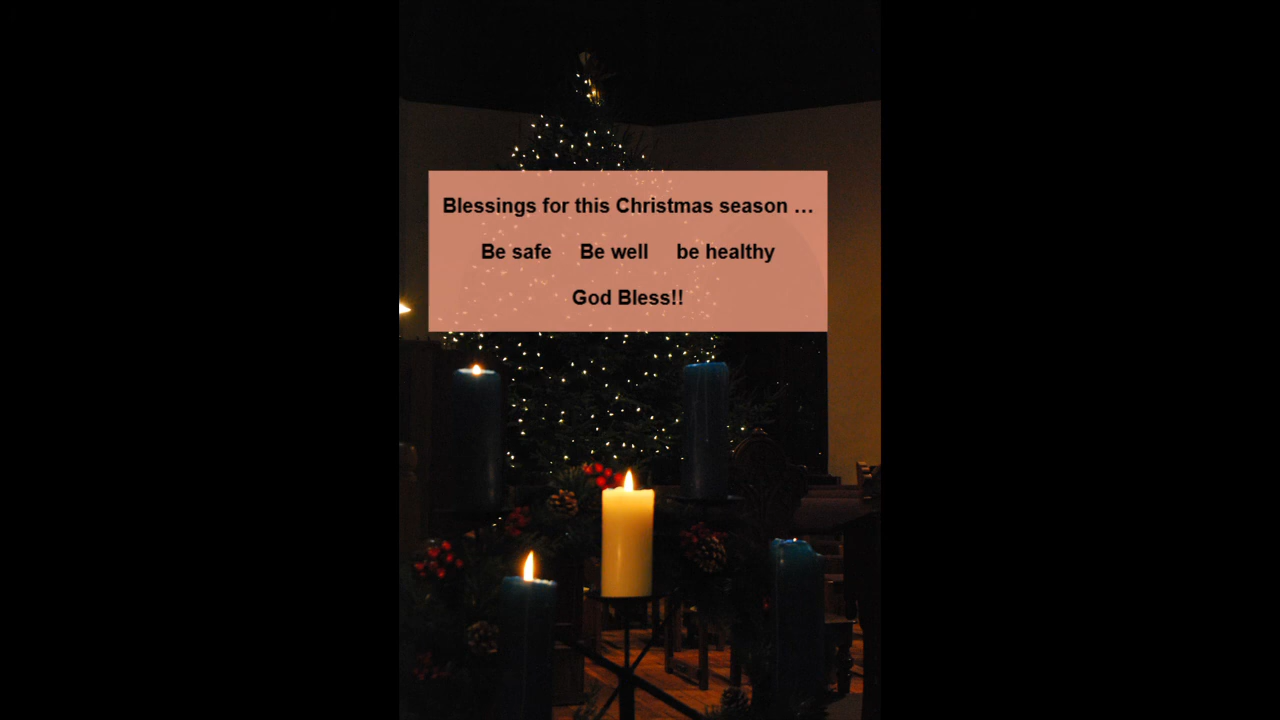 Blessings for this Christmas season …
Be safe Be well be healthy
God Bless!!